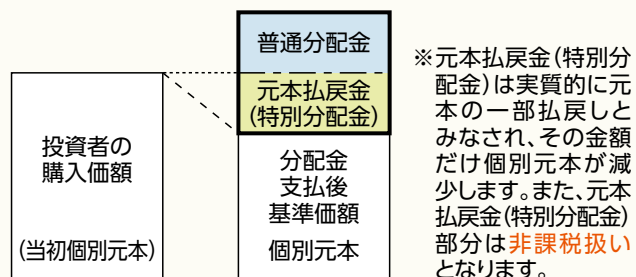 投資者の
購入価額
(当初個別元本)
普通分配金
元本払戻金
(特別分配金)
分配金
支払後
基準価額
個別元本
※元本払戻金(特別分
配金)は実質的に元
本の一部払戻しと
みなされ、その金額
だけ個別元本が減
少します。また、元本
払戻金(特別分配金)
部分は非課税扱い
となります。